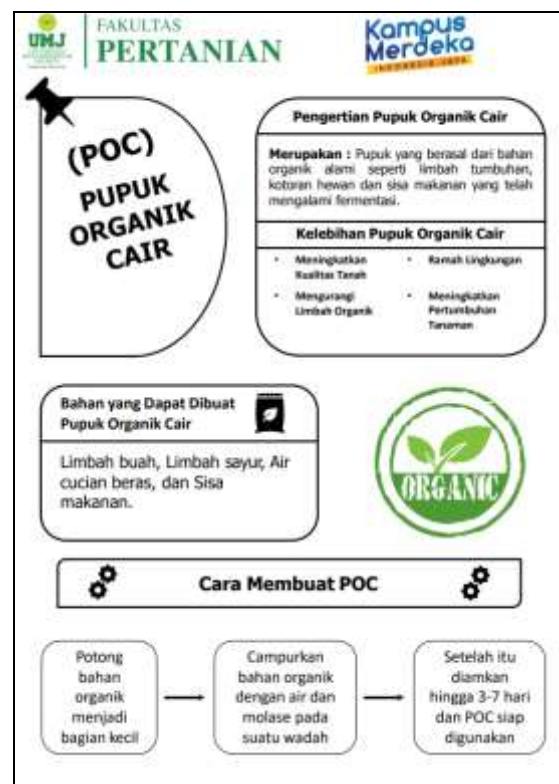 UMJ
FAKULTAS
PERTANIAN
Kampus
Merdeka
INDONESIA JAYA
(POC)
PUPUK
ORGANIK
CAIR
Pengertian Pupuk Organik Cair
Merupakan : Pupuk yang berasal dari bahan
organik alami seperti limbah tumbuhan,
kotoran hewan dan sisa makanan yang telah
mengalami fermentasi.
Kelebihan Pupuk Organik Cair
• Meningkatkan
Kualitas Tanah
• Mengurangi
Limbah Organik
• Ramah Lingkungan
• Meningkatkan
Pertumbuhan
Tanaman
Bahan yang Dapat Dibuat
Pupuk Organik Cair
Limbah buah, Limbah sayur, Air
cucian beras, dan Sisa
makanan.
ORGANIC
Cara Membuat POC
Potong
bahan
organik
menjadi
bagian kecil
Campurkan
bahan organik
dengan air dan
molase pada
suatu wadah
Setelah itu
diamkan
hingga 3-7 hari
dan POC siap
digunakan